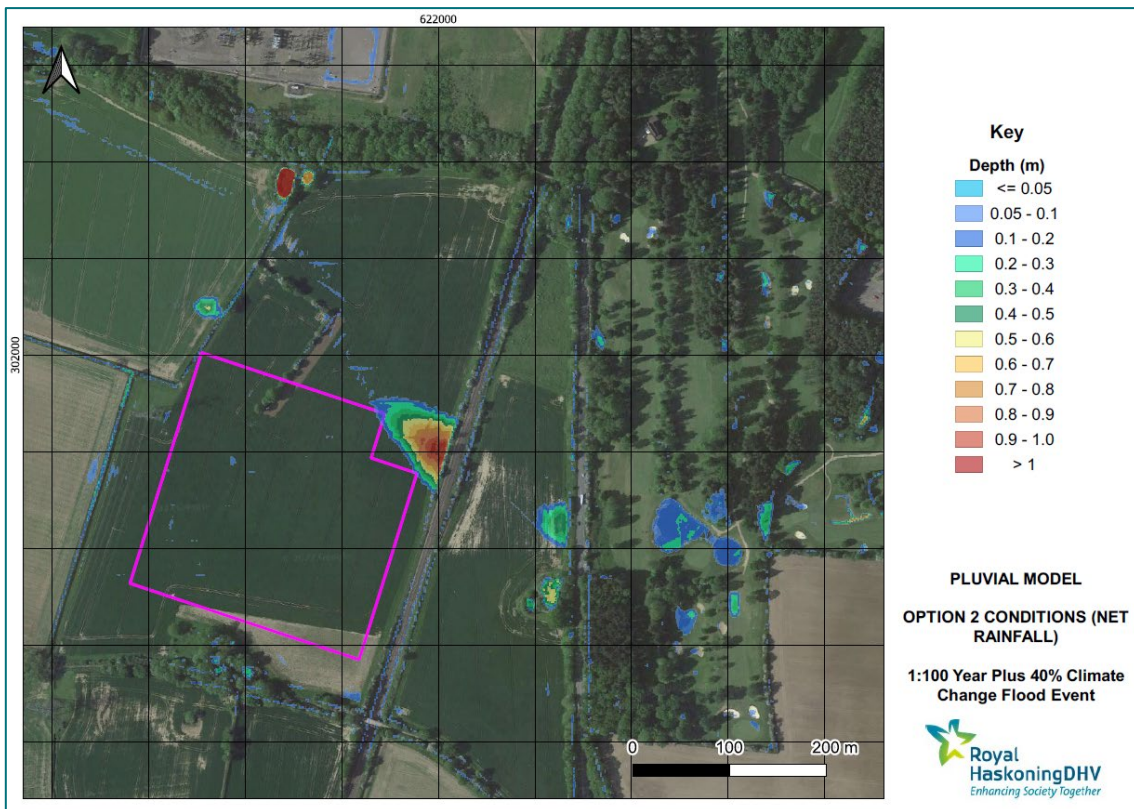 622000
302000
Key
Depth (m)
<= 0.05
0.05 - 0.1
0.1 - 0.2
0.2 - 0.3
0.3 - 0.4
0.4 - 0.5
0.5 - 0.6
0.6 - 0.7
0.7 - 0.8
0.8 - 0.9
0.9 - 1.0
> 1
PLUVIAL MODEL
OPTION 2 CONDITIONS (NET
RAINFALL)
1:100 Year Plus 40% Climate
Change Flood Event
0 100 200 m
Royal
HaskoningDHV
Enhancing Society Together